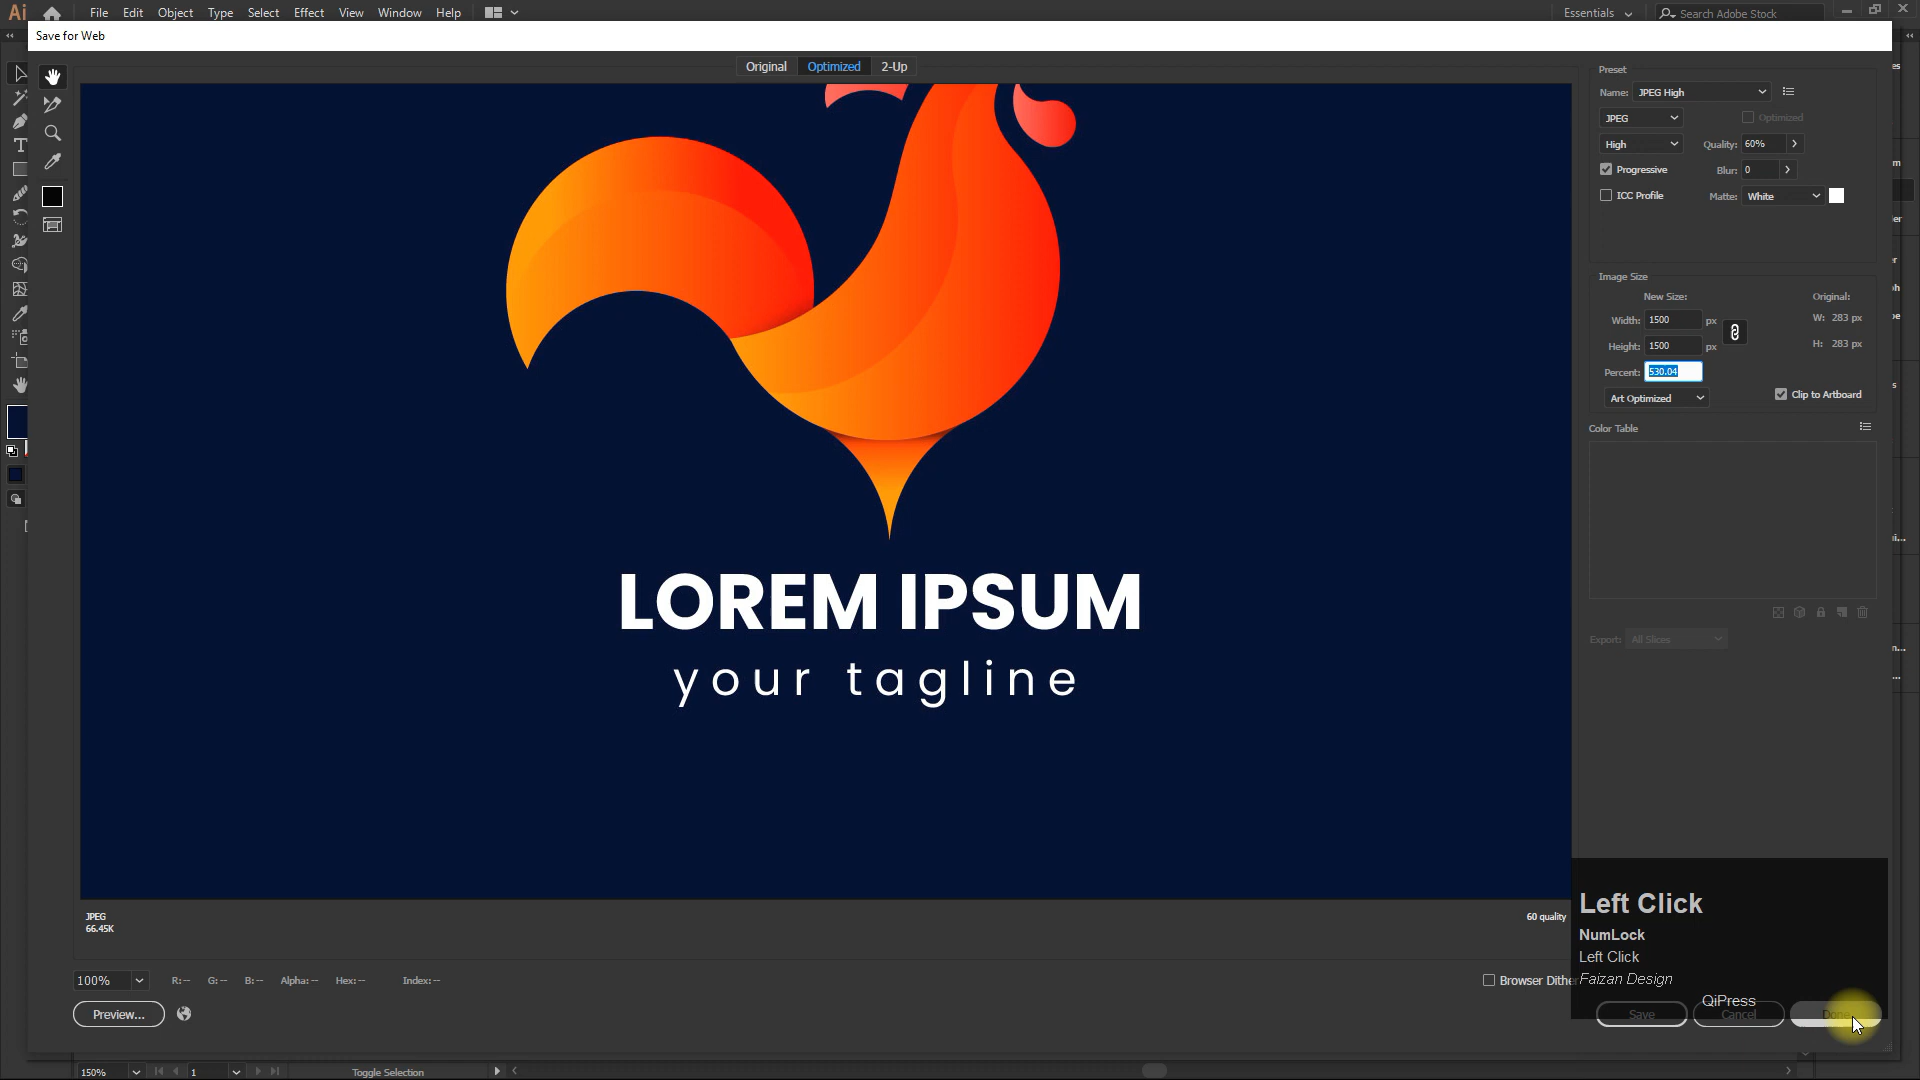 Ai File Edit Object Type Select Effect View Window Help Essentials Search Adobe Stock
Save for Web
Original Optimized 2-Up
Preset
Name: JPEG High
JPEG Optimized
High Quality: 60%
Progressive Blur: 0
ICC Profile Matte: White
Image Size
New Size: Original:
Width: 1500 px W: 283 px
Height: 1500 px H: 283 px
Percent: 530.04
Art Optimized Clip to Artboard
Color Table
Export: All Slices
LOREM IPSUM
your tagline
JPEG
66.45K
60 quality
Left Click
NumLock
Left Click
Faizan Design
QiPress
100% R: -- G: -- B: -- Alpha: -- Hex: -- Index: -- Browser Dither
Preview... Save Cancel Done
150% 1 Toggle Selection